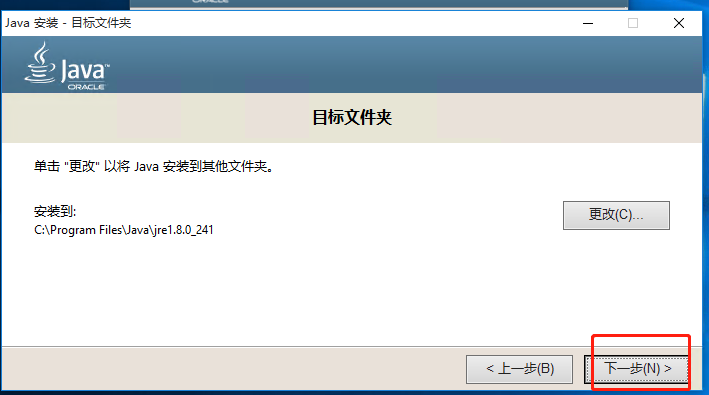 ORACLE
Java 安装 - 目标文件夹
Java
ORACLE
目标文件夹
单击 "更改" 以将 Java 安装到其他文件夹。
安装到:
C:\Program Files\Java\jre1.8.0_241
更改(C)...
< 上一步(B)
下一步(N) >